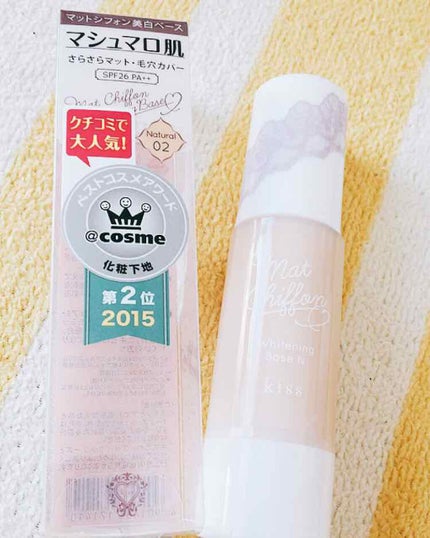 マットシフォン美白ベース
マシュマロ肌
さらさらマット・毛穴カバー
SPF26 PA++
Mat Chiffon
Base
クチコミで
大人気!
Natural
02
ベストコスメアワード
@cosme
化粧下地
第2位
2015
Mat
Chiffon
Whitening
Base N
kiss